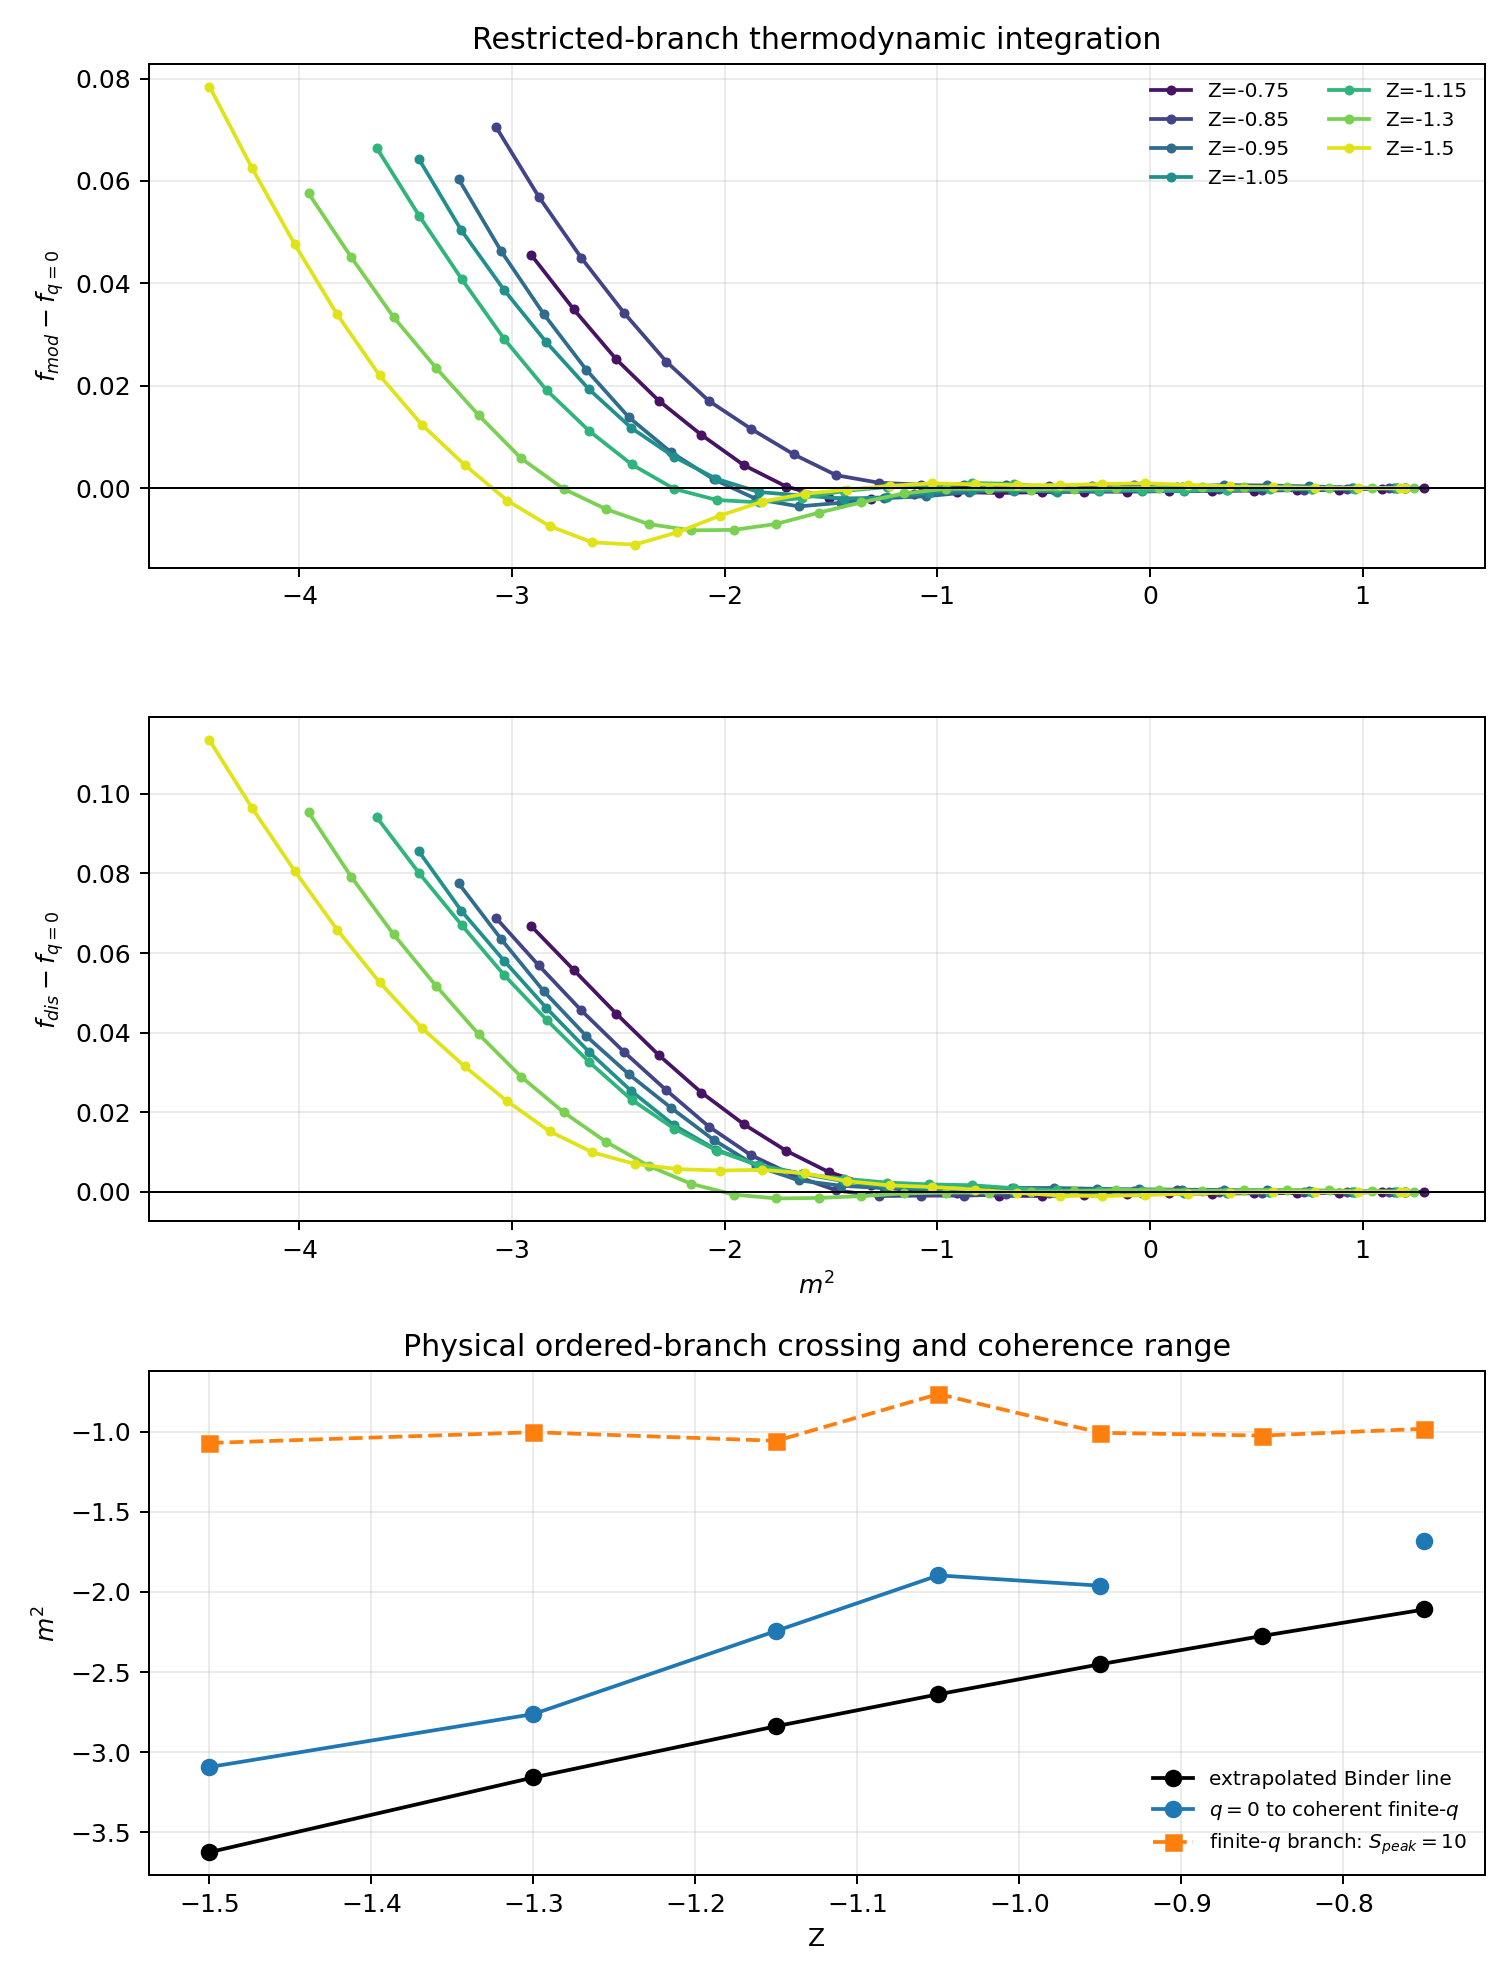 Restricted-branch thermodynamic integration
f_mod − f_q=0
0.08
0.06
0.04
0.02
0.00
Z=-0.75
Z=-0.85
Z=-0.95
Z=-1.05
Z=-1.15
Z=-1.3
Z=-1.5
−4 −3 −2 −1 0 1
f_dis − f_q=0
0.10
0.08
0.06
0.04
0.02
0.00
−4 −3 −2 −1 0 1
m²
Physical ordered-branch crossing and coherence range
m²
−1.0
−1.5
−2.0
−2.5
−3.0
−3.5
extrapolated Binder line
q = 0 to coherent finite-q
finite-q branch: S_peak = 10
−1.5 −1.4 −1.3 −1.2 −1.1 −1.0 −0.9 −0.8
Z